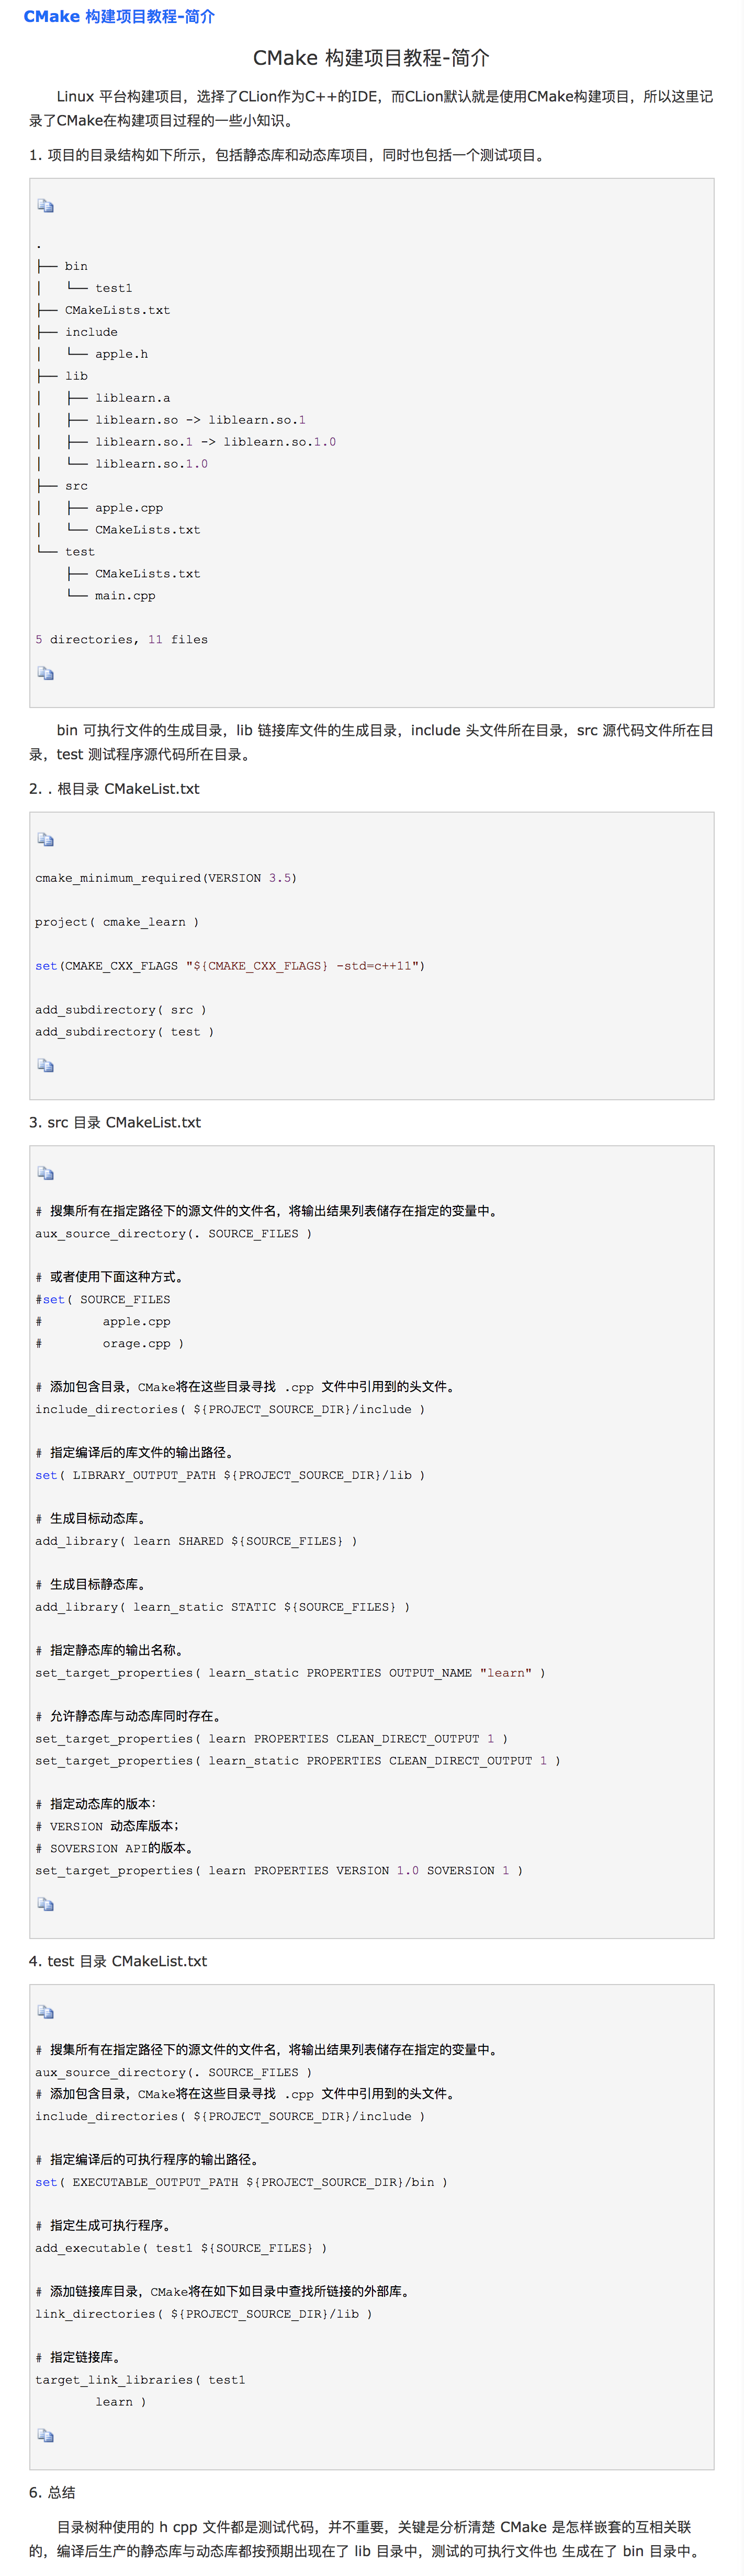 CMake 构建项目教程-简介
CMake 构建项目教程-简介
Linux 平台构建项目，选择了CLion作为C++的IDE，而CLion默认就是使用CMake构建项目，所以这里记
录了CMake在构建项目过程的一些小知识。
1. 项目的目录结构如下所示，包括静态库和动态库项目，同时也包括一个测试项目。
.
├── bin
│   └── test1
├── CMakeLists.txt
├── include
│   └── apple.h
├── lib
│   ├── liblearn.a
│   ├── liblearn.so -> liblearn.so.1
│   ├── liblearn.so.1 -> liblearn.so.1.0
│   └── liblearn.so.1.0
├── src
│   ├── apple.cpp
│   └── CMakeLists.txt
└── test
    ├── CMakeLists.txt
    └── main.cpp
5 directories, 11 files
bin 可执行文件的生成目录，lib 链接库文件的生成目录，include 头文件所在目录，src 源代码文件所在目
录，test 测试程序源代码所在目录。
2. . 根目录 CMakeList.txt
cmake_minimum_required(VERSION 3.5)
project( cmake_learn )
set(CMAKE_CXX_FLAGS "${CMAKE_CXX_FLAGS} -std=c++11")
add_subdirectory( src )
add_subdirectory( test )
3. src 目录 CMakeList.txt
# 搜集所有在指定路径下的源文件的文件名，将输出结果列表储存在指定的变量中。
aux_source_directory(. SOURCE_FILES )
# 或者使用下面这种方式。
#set( SOURCE_FILES
#        apple.cpp
#        orage.cpp )
# 添加包含目录，CMake将在这些目录寻找 .cpp 文件中引用到的头文件。
include_directories( ${PROJECT_SOURCE_DIR}/include )
# 指定编译后的库文件的输出路径。
set( LIBRARY_OUTPUT_PATH ${PROJECT_SOURCE_DIR}/lib )
# 生成目标动态库。
add_library( learn SHARED ${SOURCE_FILES} )
# 生成目标静态库。
add_library( learn_static STATIC ${SOURCE_FILES} )
# 指定静态库的输出名称。
set_target_properties( learn_static PROPERTIES OUTPUT_NAME "learn" )
# 允许静态库与动态库同时存在。
set_target_properties( learn PROPERTIES CLEAN_DIRECT_OUTPUT 1 )
set_target_properties( learn_static PROPERTIES CLEAN_DIRECT_OUTPUT 1 )
# 指定动态库的版本：
# VERSION 动态库版本；
# SOVERSION API的版本。
set_target_properties( learn PROPERTIES VERSION 1.0 SOVERSION 1 )
4. test 目录 CMakeList.txt
# 搜集所有在指定路径下的源文件的文件名，将输出结果列表储存在指定的变量中。
aux_source_directory(. SOURCE_FILES )
# 添加包含目录，CMake将在这些目录寻找 .cpp 文件中引用到的头文件。
include_directories( ${PROJECT_SOURCE_DIR}/include )
# 指定编译后的可执行程序的输出路径。
set( EXECUTABLE_OUTPUT_PATH ${PROJECT_SOURCE_DIR}/bin )
# 指定生成可执行程序。
add_executable( test1 ${SOURCE_FILES} )
# 添加链接库目录，CMake将在如下如目录中查找所链接的外部库。
link_directories( ${PROJECT_SOURCE_DIR}/lib )
# 指定链接库。
target_link_libraries( test1
        learn )
6. 总结
目录树种使用的 h cpp 文件都是测试代码，并不重要，关键是分析清楚 CMake 是怎样嵌套的互相关联
的，编译后生产的静态库与动态库都按预期出现在了 lib 目录中，测试的可执行文件也 生成在了 bin 目录中。